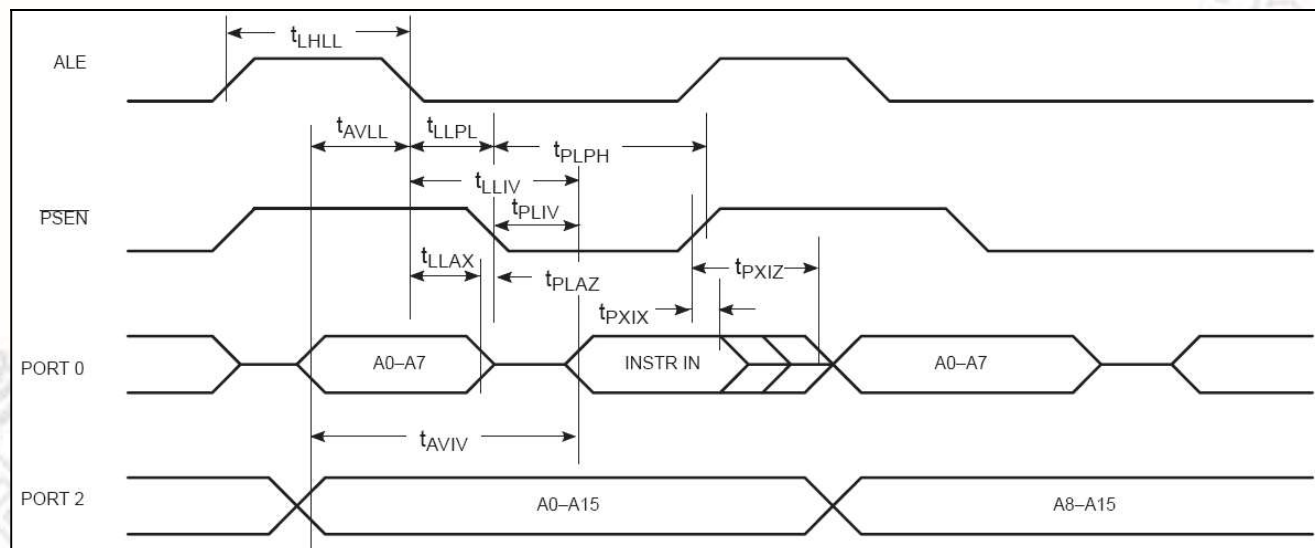 tLHLL
ALE
tAVLL tLLPL
tPLPH
tLLIV
PSEN
tPLIV
tLLAX
tPLAZ
tPXIZ
tPXIX
PORT 0
A0–A7 INSTR IN A0–A7
tAVIV
PORT 2
A0–A15 A8–A15